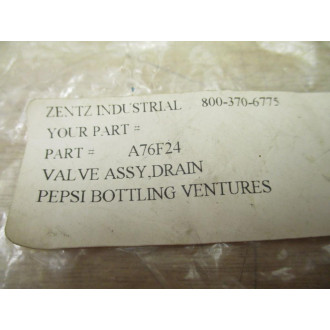 ZENTZ INDUSTRIAL 800-370-6775
YOUR PART =
PART = A76F24
VALVE ASSY,DRAIN
PEPSI BOTTLING VENTURES